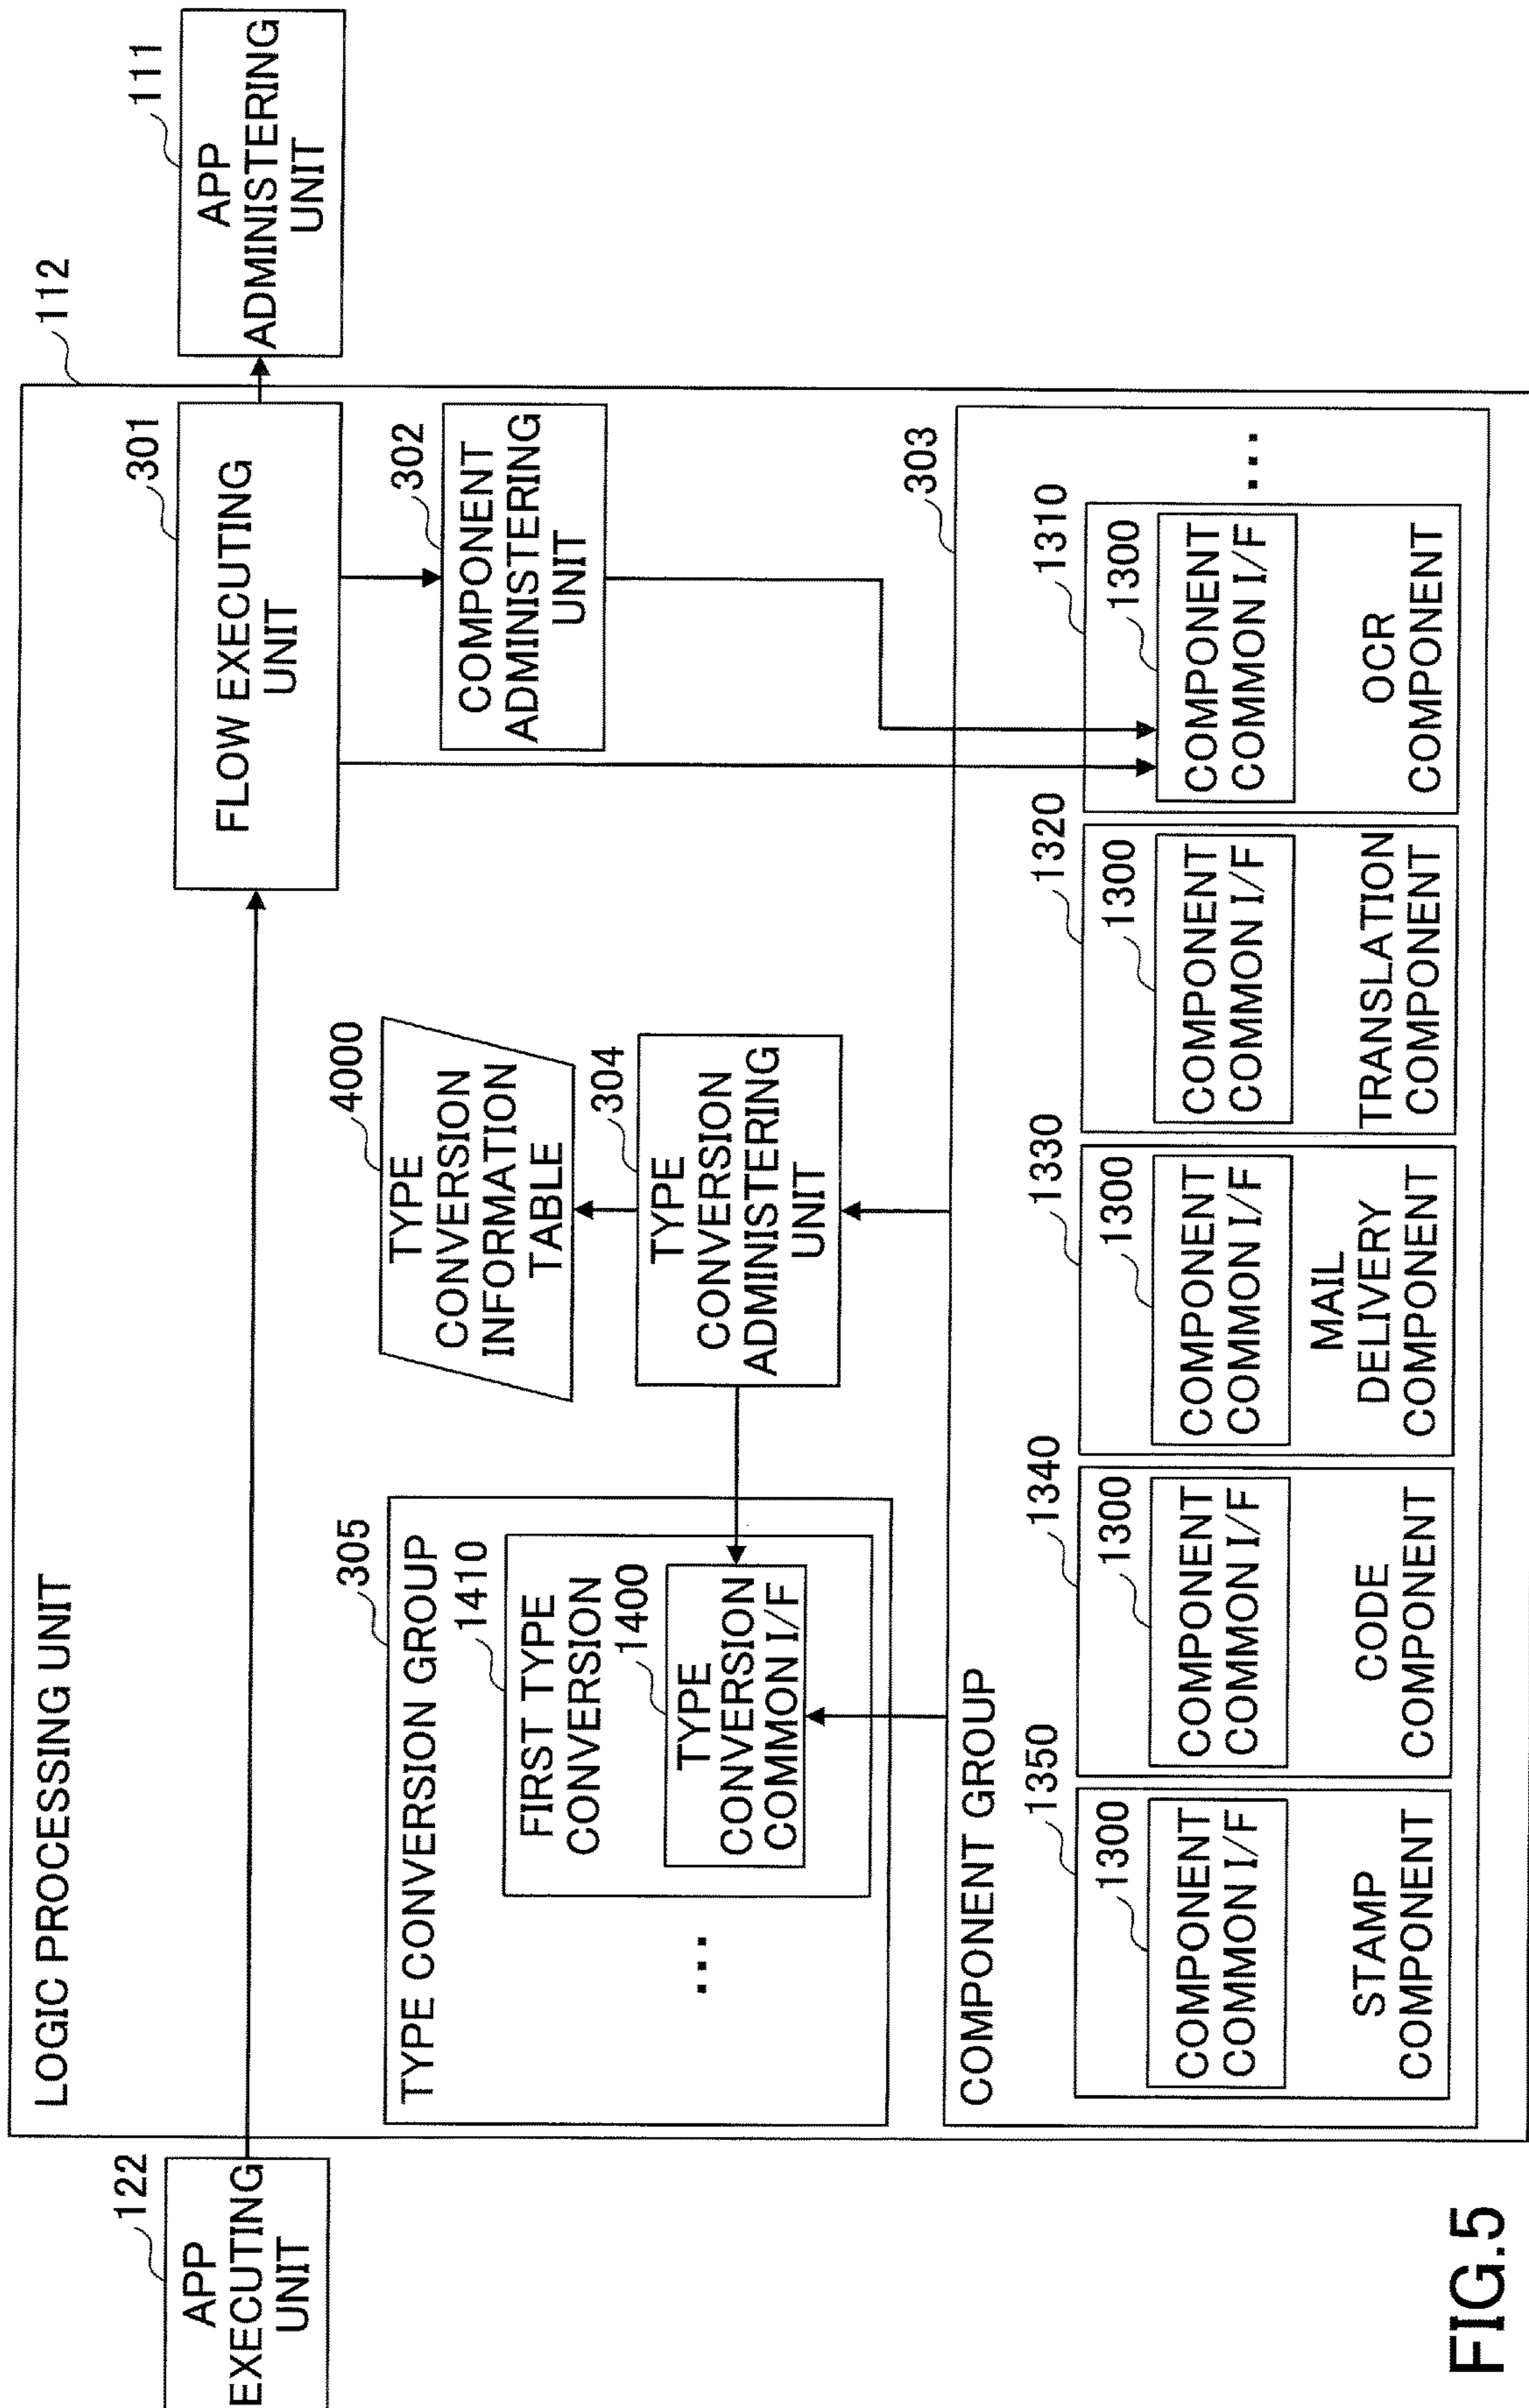 122
APP
EXECUTING
UNIT
LOGIC PROCESSING UNIT
112
301
FLOW EXECUTING
UNIT
111
APP
ADMINISTERING
UNIT
302
COMPONENT
ADMINISTERING
UNIT
305
TYPE CONVERSION GROUP
1410
FIRST TYPE
CONVERSION
1400
TYPE
CONVERSION
COMMON I/F
...
4000
TYPE
CONVERSION
INFORMATION
TABLE
304
TYPE
CONVERSION
ADMINISTERING
UNIT
303
COMPONENT GROUP
1350
1300
COMPONENT
COMMON I/F
STAMP
COMPONENT
1340
1300
COMPONENT
COMMON I/F
CODE
COMPONENT
1330
1300
COMPONENT
COMMON I/F
MAIL
DELIVERY
COMPONENT
1320
1300
COMPONENT
COMMON I/F
TRANSLATION
COMPONENT
1310
1300
COMPONENT
COMMON I/F
OCR
COMPONENT
...
FIG.5